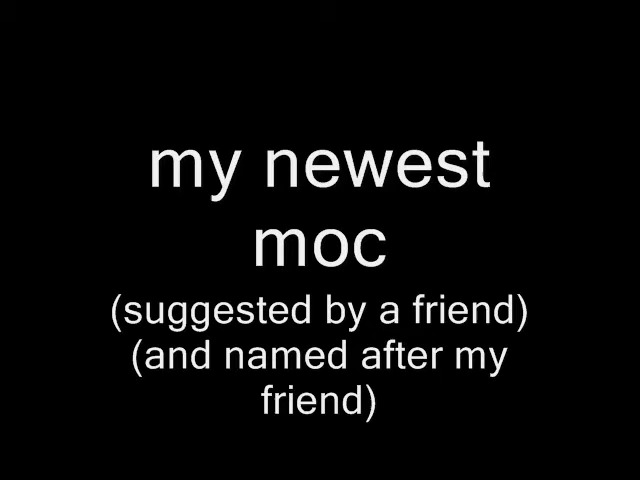 my newest
moc
(suggested by a friend)
(and named after my
friend)